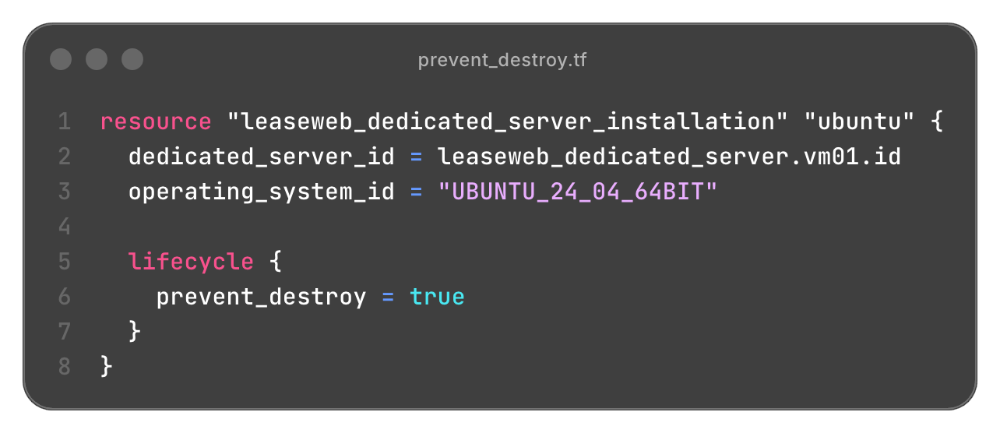 prevent_destroy.tf
1 resource "leaseweb_dedicated_server_installation" "ubuntu" {
2   dedicated_server_id = leaseweb_dedicated_server.vm01.id
3   operating_system_id = "UBUNTU_24_04_64BIT"
4
5   lifecycle {
6     prevent_destroy = true
7   }
8 }